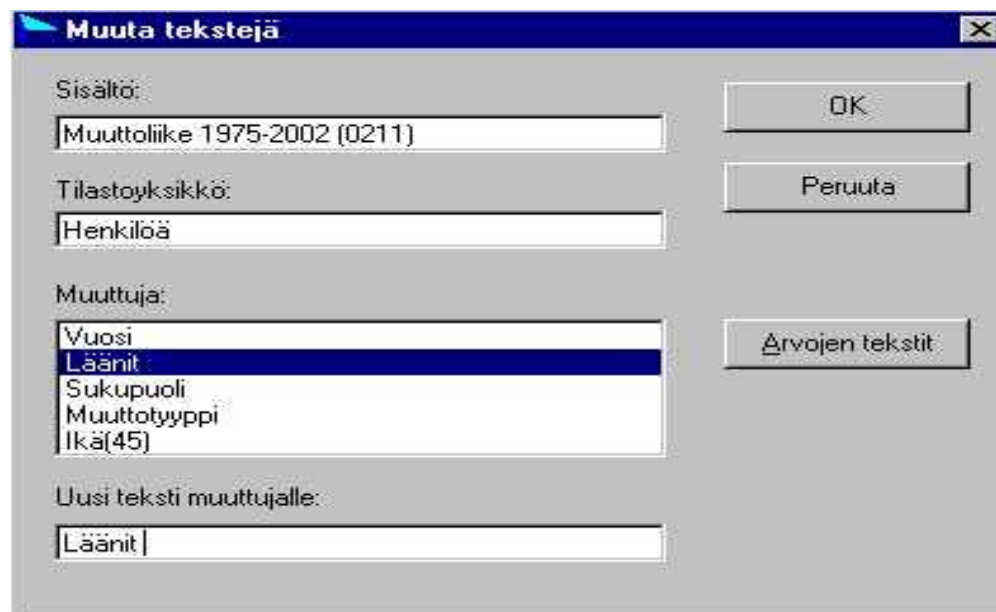 Muuta tekstejä
Sisältö:
Muuttoliike 1975-2002 (0211)
Tilastoyksikkö:
Henkilöä
Muuttuja:
Vuosi
Läänit
Sukupuoli
Muuttotyyppi
Ikä(45)
Uusi teksti muuttujalle:
Läänit
OK
Peruuta
Arvojen tekstit